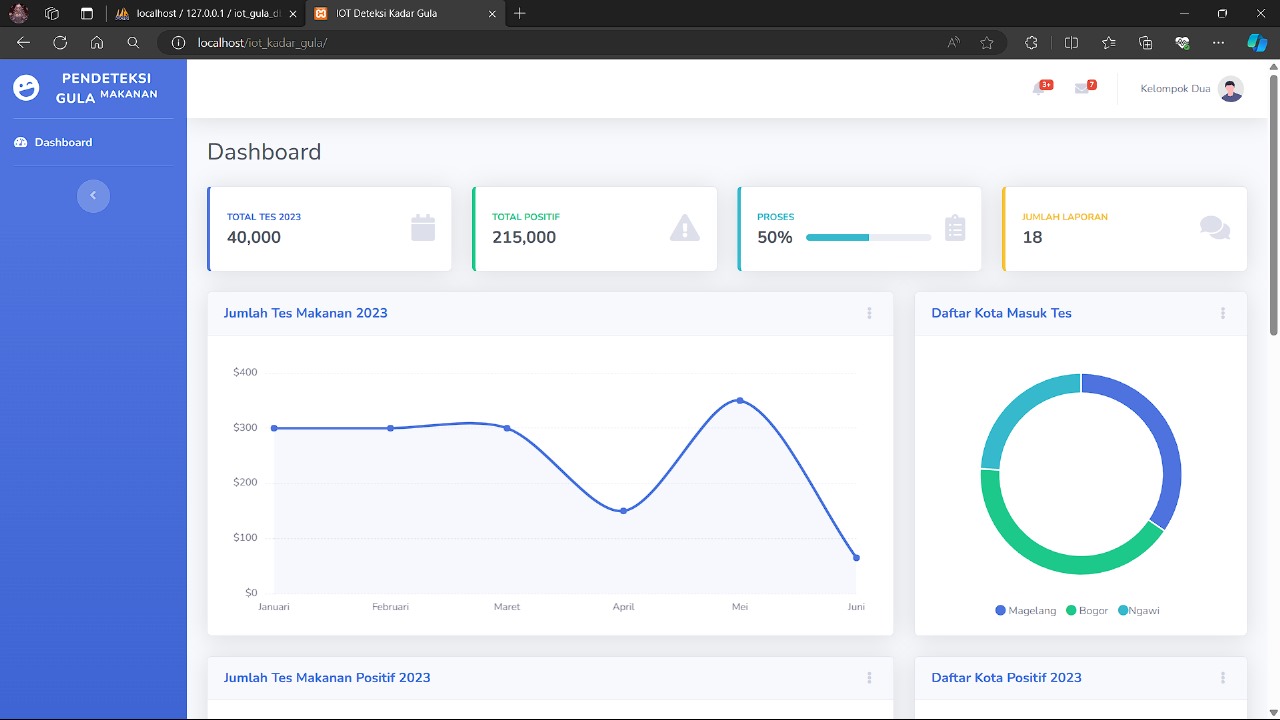 localhost / 127.0.0.1 / iot_gula_d
IOT Deteksi Kadar Gula
localhost/iot_kadar_gula/
PENDETEKSI
GULA MAKANAN
3+
7
Kelompok Dua
Dashboard
Dashboard
TOTAL TES 2023
40,000
TOTAL POSITIF
215,000
PROSES
50%
JUMLAH LAPORAN
18
Jumlah Tes Makanan 2023
$400
$300
$200
$100
$0
Januari Februari Maret April Mei Juni
Daftar Kota Masuk Tes
Magelang Bogor Ngawi
Jumlah Tes Makanan Positif 2023
Daftar Kota Positif 2023